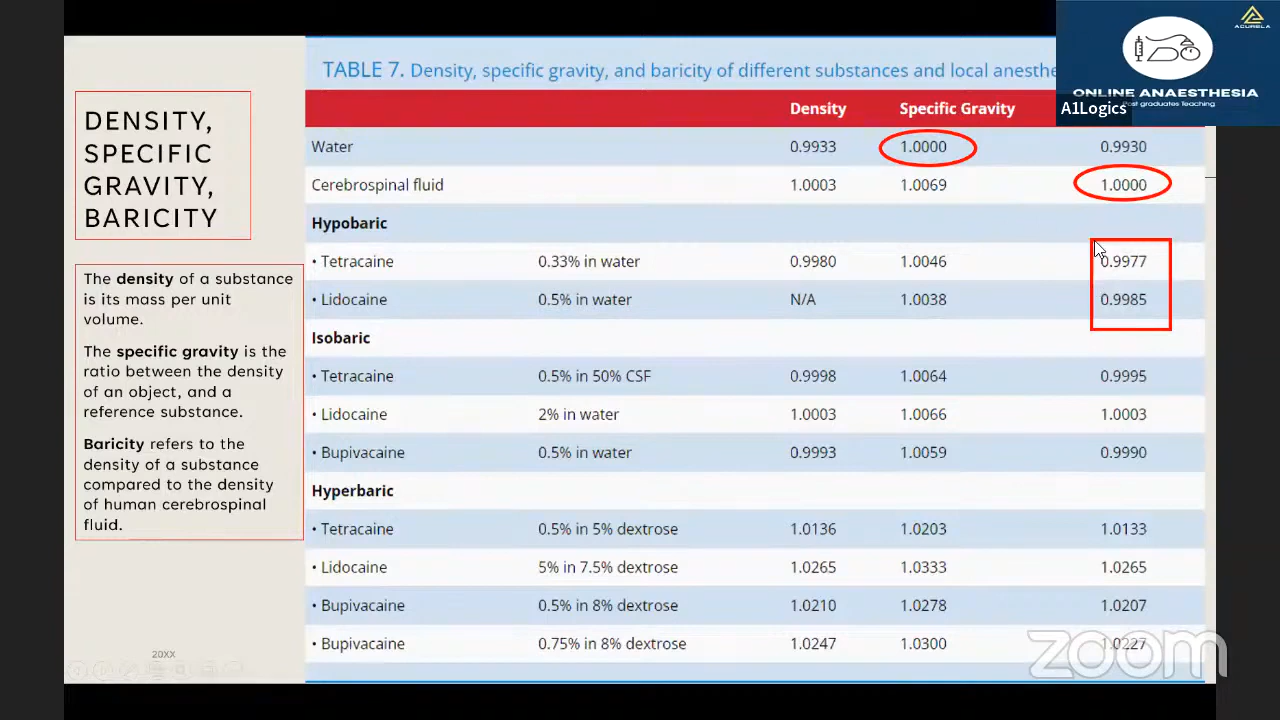 DENSITY,
SPECIFIC
GRAVITY,
BARICITY
The density of a substance
is its mass per unit
volume.
The specific gravity is the
ratio between the density
of an object, and a
reference substance.
Baricity refers to the
density of a substance
compared to the density
of human cerebrospinal
fluid.
20XX
TABLE 7. Density, specific gravity, and baricity of different substances and local anesthe
Density Specific Gravity
Water 0.9933 1.0000 0.9930
Cerebrospinal fluid 1.0003 1.0069 1.0000
Hypobaric
• Tetracaine 0.33% in water 0.9980 1.0046 0.9977
• Lidocaine 0.5% in water N/A 1.0038 0.9985
Isobaric
• Tetracaine 0.5% in 50% CSF 0.9998 1.0064 0.9995
• Lidocaine 2% in water 1.0003 1.0066 1.0003
• Bupivacaine 0.5% in water 0.9993 1.0059 0.9990
Hyperbaric
• Tetracaine 0.5% in 5% dextrose 1.0136 1.0203 1.0133
• Lidocaine 5% in 7.5% dextrose 1.0265 1.0333 1.0265
• Bupivacaine 0.5% in 8% dextrose 1.0210 1.0278 1.0207
• Bupivacaine 0.75% in 8% dextrose 1.0247 1.0300 1.0227
ACURELA
ONLINE ANAESTHESIA
Post graduates Teaching
A1Logics
zoom